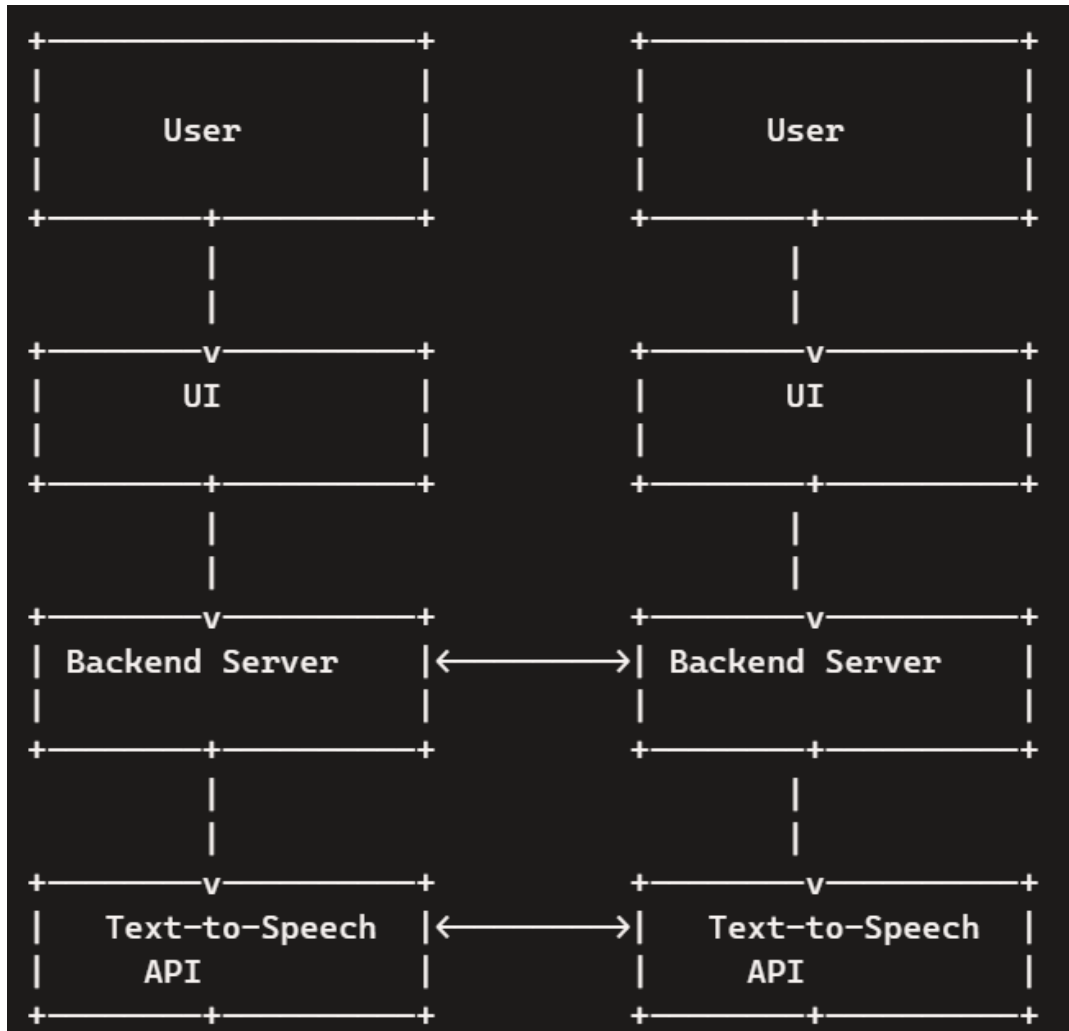 User User
UI UI
Backend Server Backend Server
Text-to-Speech Text-to-Speech
API API